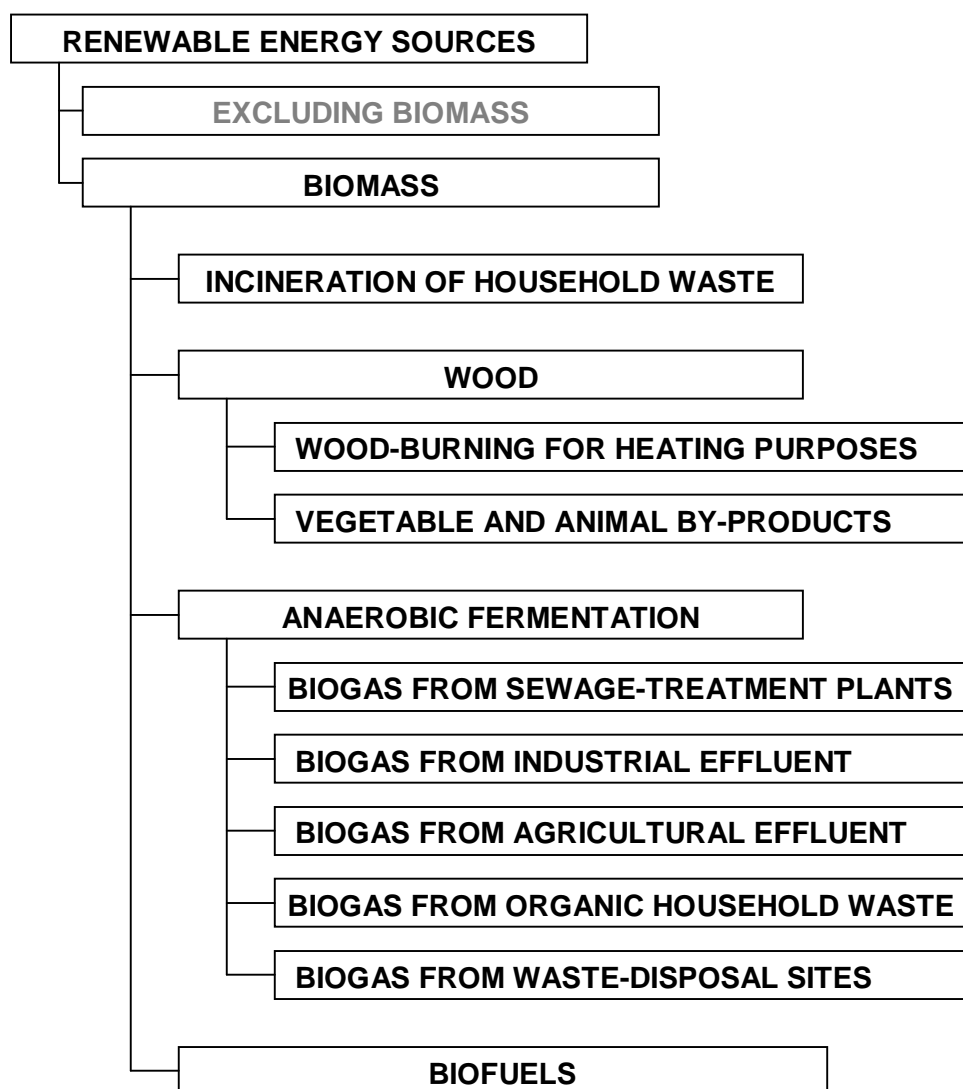 RENEWABLE ENERGY SOURCES
EXCLUDING BIOMASS
BIOMASS
INCINERATION OF HOUSEHOLD WASTE
WOOD
WOOD-BURNING FOR HEATING PURPOSES
VEGETABLE AND ANIMAL BY-PRODUCTS
ANAEROBIC FERMENTATION
BIOGAS FROM SEWAGE-TREATMENT PLANTS
BIOGAS FROM INDUSTRIAL EFFLUENT
BIOGAS FROM AGRICULTURAL EFFLUENT
BIOGAS FROM ORGANIC HOUSEHOLD WASTE
BIOGAS FROM WASTE-DISPOSAL SITES
BIOFUELS